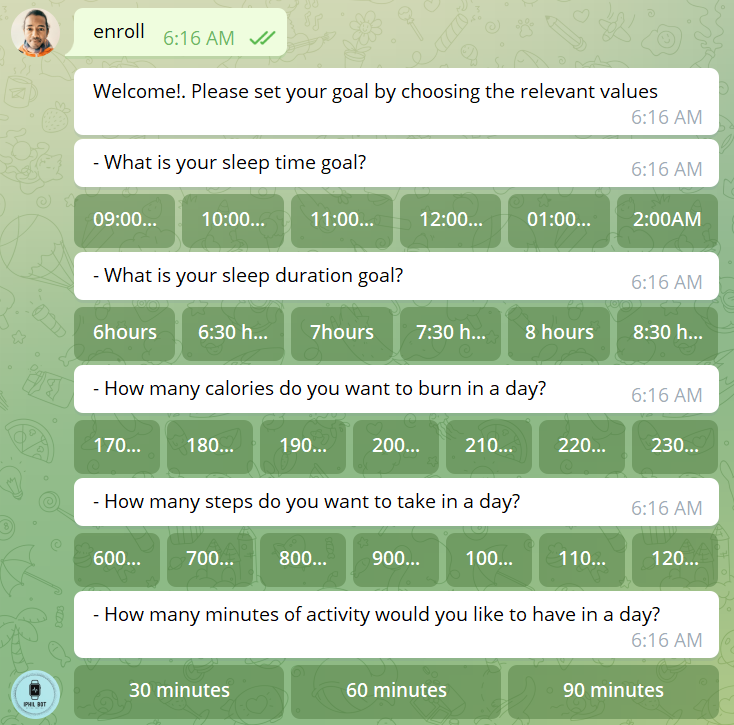 enroll 6:16 AM
Welcome!. Please set your goal by choosing the relevant values
6:16 AM
- What is your sleep time goal? 6:16 AM
09:00... 10:00... 11:00... 12:00... 01:00... 2:00AM
- What is your sleep duration goal? 6:16 AM
6hours 6:30 h... 7hours 7:30 h... 8 hours 8:30 h...
- How many calories do you want to burn in a day? 6:16 AM
170... 180... 190... 200... 210... 220... 230...
- How many steps do you want to take in a day? 6:16 AM
600... 700... 800... 900... 100... 110... 120...
- How many minutes of activity would you like to have in a day?
6:16 AM
30 minutes 60 minutes 90 minutes
IPHIL BOT